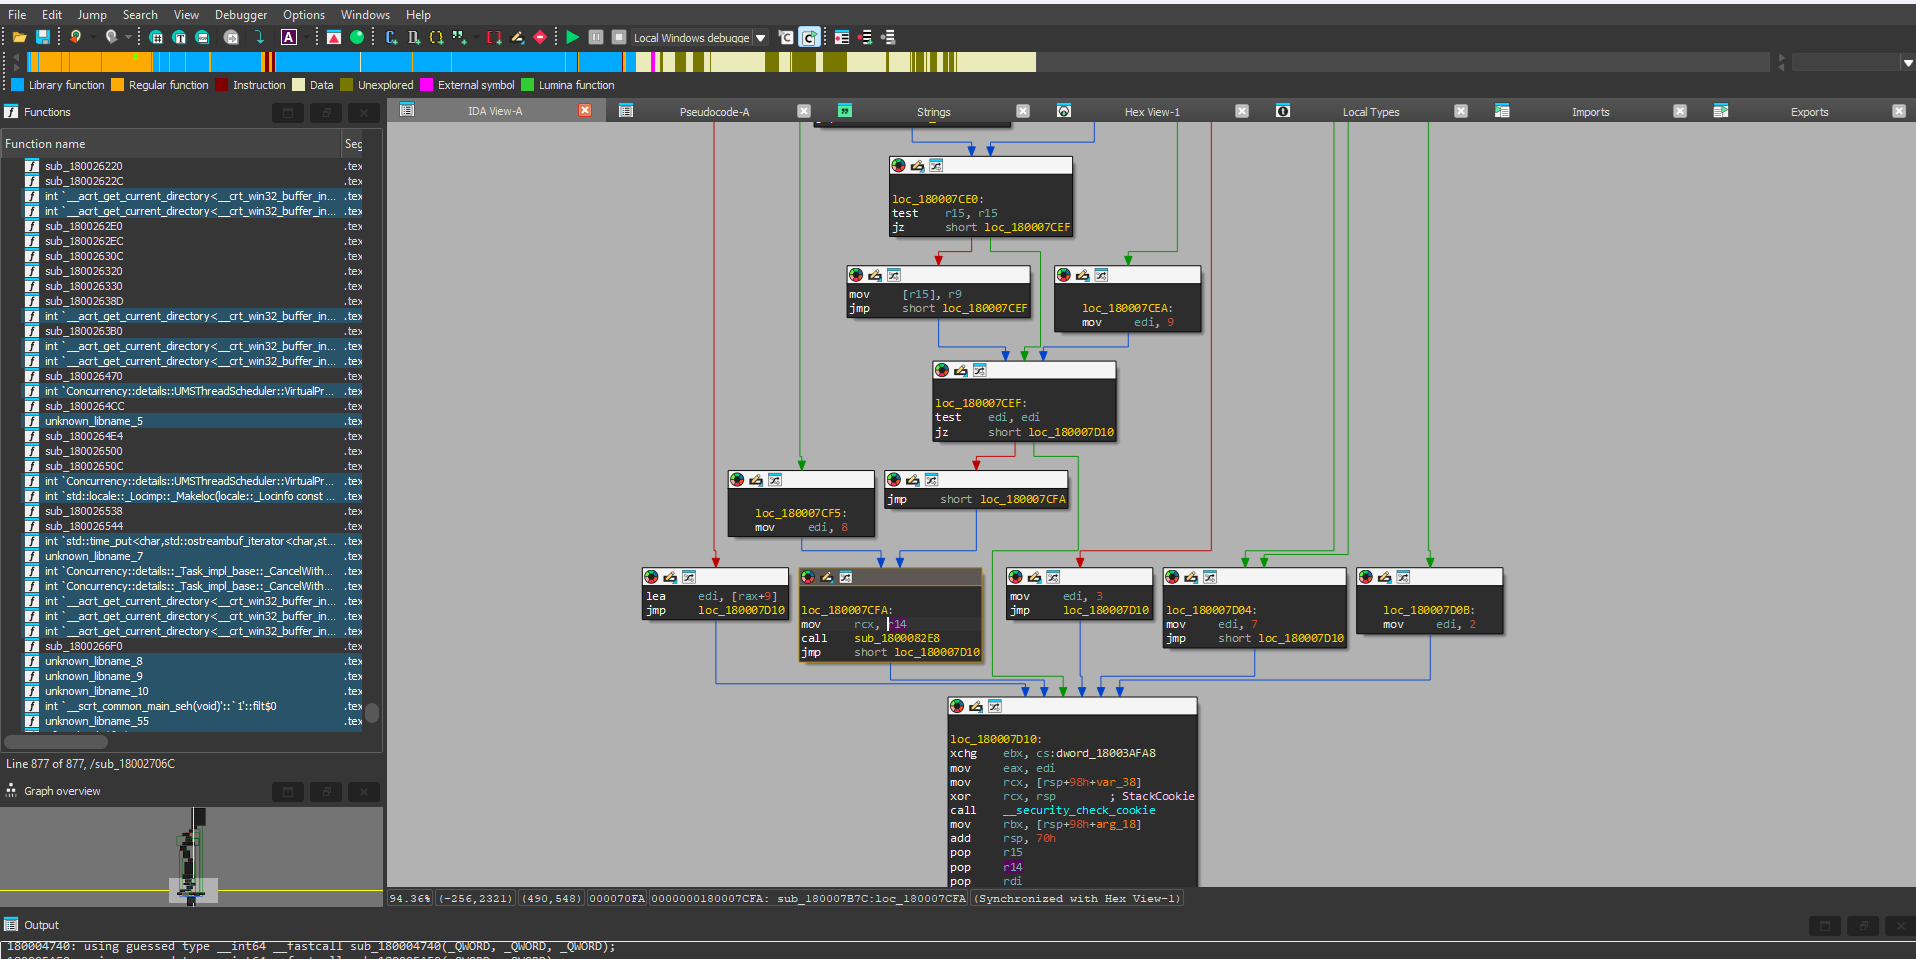 File Edit Jump Search View Debugger Options Windows Help
Local Windows debugge
Library function Regular function Instruction Data Unexplored External symbol Lumina function
Functions
IDA View-A Pseudocode-A Strings Hex View-1 Local Types Imports Exports
Function name Seg
sub_180026220 .tex
sub_18002622C .tex
int `__acrt_get_current_directory<__crt_win32_buffer_in... .tex
int `__acrt_get_current_directory<__crt_win32_buffer_in... .tex
sub_1800262E0 .tex
sub_1800262EC .tex
sub_18002630C .tex
sub_180026320 .tex
sub_180026330 .tex
sub_18002638D .tex
int `__acrt_get_current_directory<__crt_win32_buffer_in... .tex
sub_1800263B0 .tex
int `__acrt_get_current_directory<__crt_win32_buffer_in... .tex
int `__acrt_get_current_directory<__crt_win32_buffer_in... .tex
sub_180026470 .tex
int `Concurrency::details::UMSThreadScheduler::VirtualPr... .tex
sub_1800264CC .tex
unknown_libname_5 .tex
sub_1800264E4 .tex
sub_180026500 .tex
sub_18002650C .tex
int `Concurrency::details::UMSThreadScheduler::VirtualPr... .tex
int `std::locale::_Locimp::_Makeloc(locale::_Locinfo const ... .tex
sub_180026538 .tex
sub_180026544 .tex
int `std::time_put<char,std::ostreambuf_iterator<char,st... .tex
unknown_libname_7 .tex
int `Concurrency::details::_Task_impl_base::_CancelWith... .tex
int `Concurrency::details::_Task_impl_base::_CancelWith... .tex
int `__acrt_get_current_directory<__crt_win32_buffer_in... .tex
int `__acrt_get_current_directory<__crt_win32_buffer_in... .tex
int `__acrt_get_current_directory<__crt_win32_buffer_in... .tex
sub_1800266F0 .tex
unknown_libname_8 .tex
unknown_libname_9 .tex
unknown_libname_10 .tex
int `__scrt_common_main_seh(void)'::`1'::filt$0 .tex
unknown_libname_55 .tex
Line 877 of 877, /sub_18002706C
Graph overview
loc_180007CE0:
test r15, r15
jz short loc_180007CEF
mov [r15], r9
jmp short loc_180007CEF
loc_180007CEA:
mov edi, 9
loc_180007CEF:
test edi, edi
jz short loc_180007D10
loc_180007CF5:
mov edi, 8
jmp short loc_180007CFA
lea edi, [rax+9]
jmp loc_180007D10
loc_180007CFA:
mov rcx, r14
call sub_1800082E8
jmp short loc_180007D10
mov edi, 3
jmp loc_180007D10
loc_180007D04:
mov edi, 7
jmp short loc_180007D10
loc_180007D0B:
mov edi, 2
loc_180007D10:
xchg ebx, cs:dword_18003AFA8
mov eax, edi
mov rcx, [rsp+98h+var_38]
xor rcx, rsp ; StackCookie
call __security_check_cookie
mov rbx, [rsp+98h+arg_18]
add rsp, 70h
pop r15
pop r14
pop rdi
94.36% (-256,2321) (490,548) 000070FA 0000000180007CFA: sub_180007B7C:loc_180007CFA (Synchronized with Hex View-1)
Output
180004740: using guessed type __int64 __fastcall sub_180004740(_QWORD, _QWORD, _QWORD);